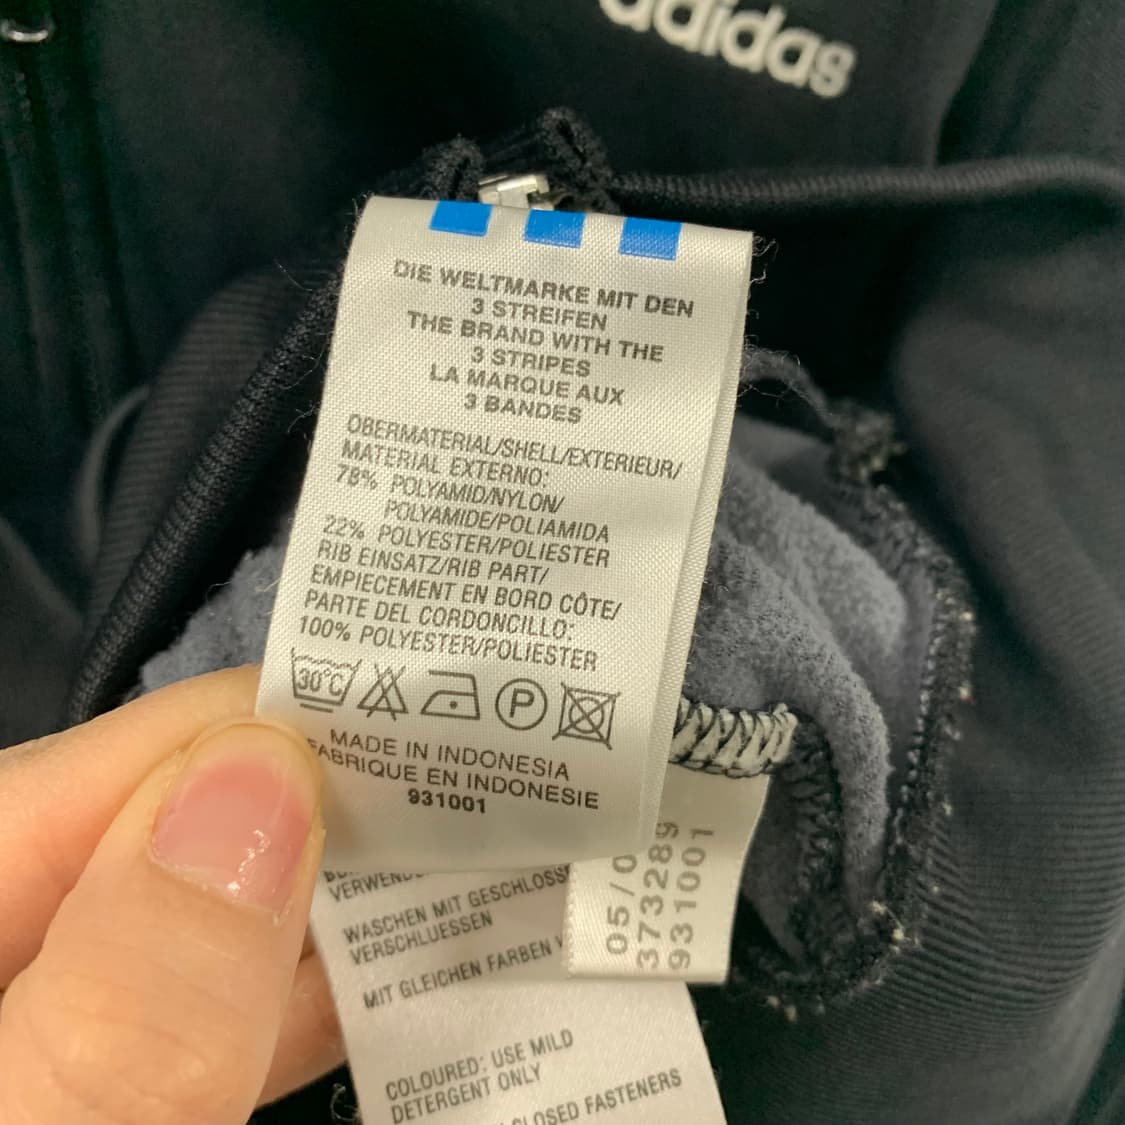 adidas
DIE WELTMARKE MIT DEN
3 STREIFEN
THE BRAND WITH THE
3 STRIPES
LA MARQUE AUX
3 BANDES
OBERMATERIAL/SHELL/EXTERIEUR/
MATERIAL EXTERNO:
78% POLYAMID/NYLON/
POLYAMIDE/POLIAMIDA
22% POLYESTER/POLIESTER
RIB EINSATZ/RIB PART/
EMPIECEMENT EN BORD CÔTE/
PARTE DEL CORDONCILLO:
100% POLYESTER/POLIESTER
30°C P
MADE IN INDONESIA
FABRIQUE EN INDONESIE
931001
WASCHEN MIT
VERSCHLUESSEN
MIT GLEICHEN FARBEN
COLOURED: USE MILD
DETERGENT ONLY
CLOSED FASTENERS
05/0
373289
931001